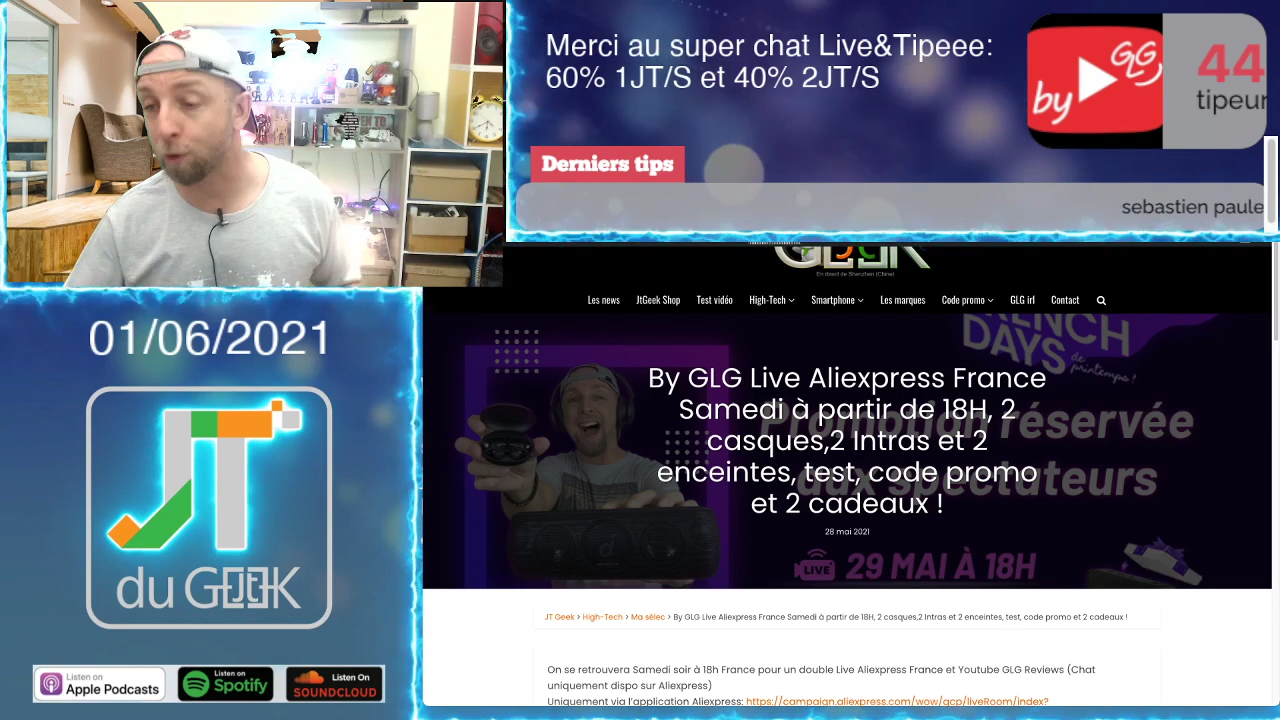 Merci au super chat Live&Tipeee:
60% 1JT/S et 40% 2JT/S
by GLG
44
tipeur
Derniers tips
sebastien paule
01/06/2021
JT
du GEEK
Listen on
Apple Podcasts
Listen on
Spotify
Listen On
SOUNDCLOUD
GEEK
En direct de Shenzhen (Chine)
Les news JtGeek Shop Test vidéo High-Tech Smartphone Les marques Code promo GLG irl Contact
FRENCH
DAYS
de
printemps!
By GLG Live Aliexpress France
Samedi à partir de 18H, 2
casques,2 Intras et 2
enceintes, test, code promo
et 2 cadeaux !
28 mai 2021
Promotion réservée
aux spectateurs
LIVE 29 MAI À 18H
JT Geek > High-Tech > Ma sélec > By GLG Live Aliexpress France Samedi à partir de 18H, 2 casques,2 Intras et 2 enceintes, test, code promo et 2 cadeaux !
On se retrouvera Samedi soir à 18h France pour un double Live Aliexpress France et Youtube GLG Reviews (Chat
uniquement dispo sur Aliexpress)
Uniquement via l'application Aliexpress: https://campaign.aliexpress.com/wow/gcp/liveRoom/index?